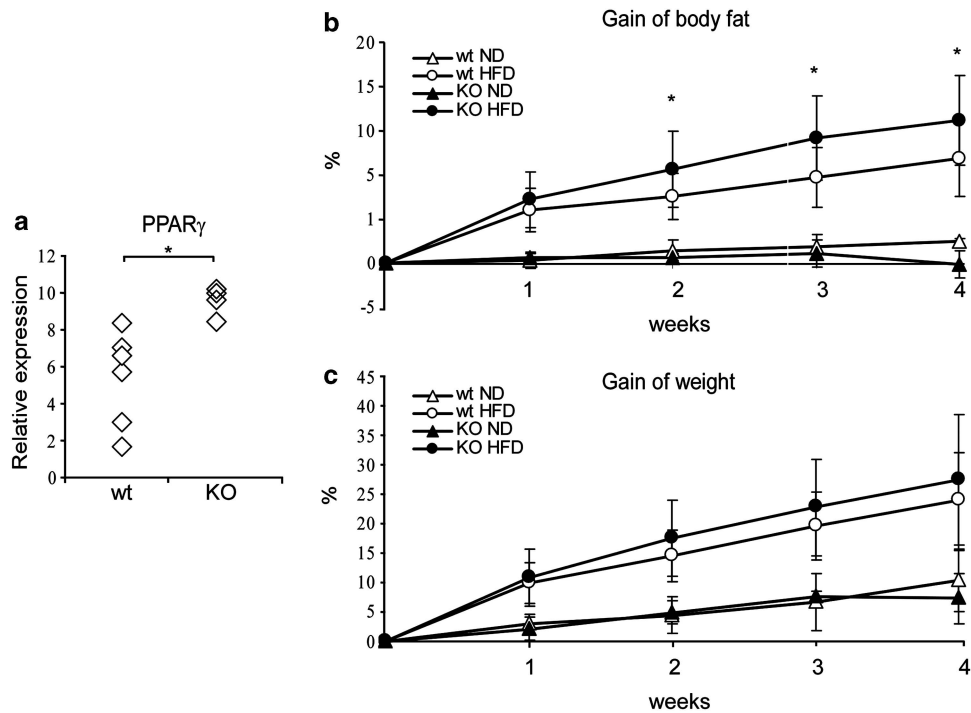 a
PPARγ
*
12
10
8
6
4
2
0
Relative expression
wt KO
b
Gain of body fat
20
15
10
5
1
0
-5
%
wt ND
wt HFD
KO ND
KO HFD
* * *
1 2 3 4
weeks
c
Gain of weight
45
40
35
30
25
20
15
10
5
0
%
wt ND
wt HFD
KO ND
KO HFD
1 2 3 4
weeks